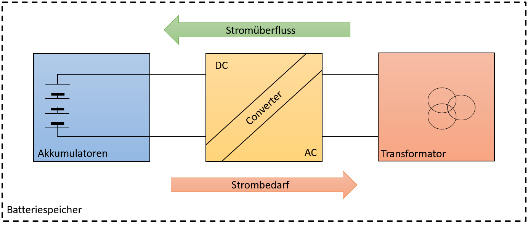 Stromüberfluss
DC
Converter
AC
Akkumulatoren
Transformator
Strombedarf
Batteriespeicher